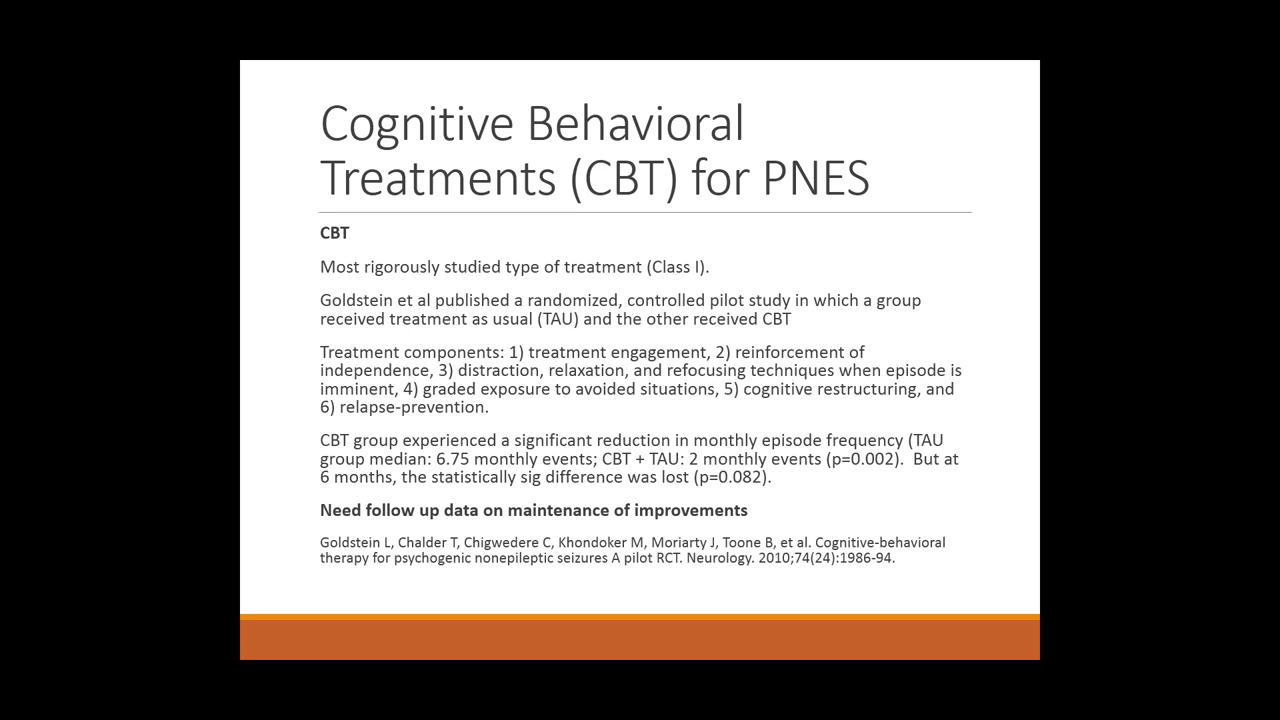 Cognitive Behavioral
Treatments (CBT) for PNES
CBT
Most rigorously studied type of treatment (Class I).
Goldstein et al published a randomized, controlled pilot study in which a group
received treatment as usual (TAU) and the other received CBT
Treatment components: 1) treatment engagement, 2) reinforcement of
independence, 3) distraction, relaxation, and refocusing techniques when episode is
imminent, 4) graded exposure to avoided situations, 5) cognitive restructuring, and
6) relapse-prevention.
CBT group experienced a significant reduction in monthly episode frequency (TAU
group median: 6.75 monthly events; CBT + TAU: 2 monthly events (p=0.002).  But at
6 months, the statistically sig difference was lost (p=0.082).
Need follow up data on maintenance of improvements
Goldstein L, Chalder T, Chigwedere C, Khondoker M, Moriarty J, Toone B, et al. Cognitive-behavioral
therapy for psychogenic nonepileptic seizures A pilot RCT. Neurology. 2010;74(24):1986-94.